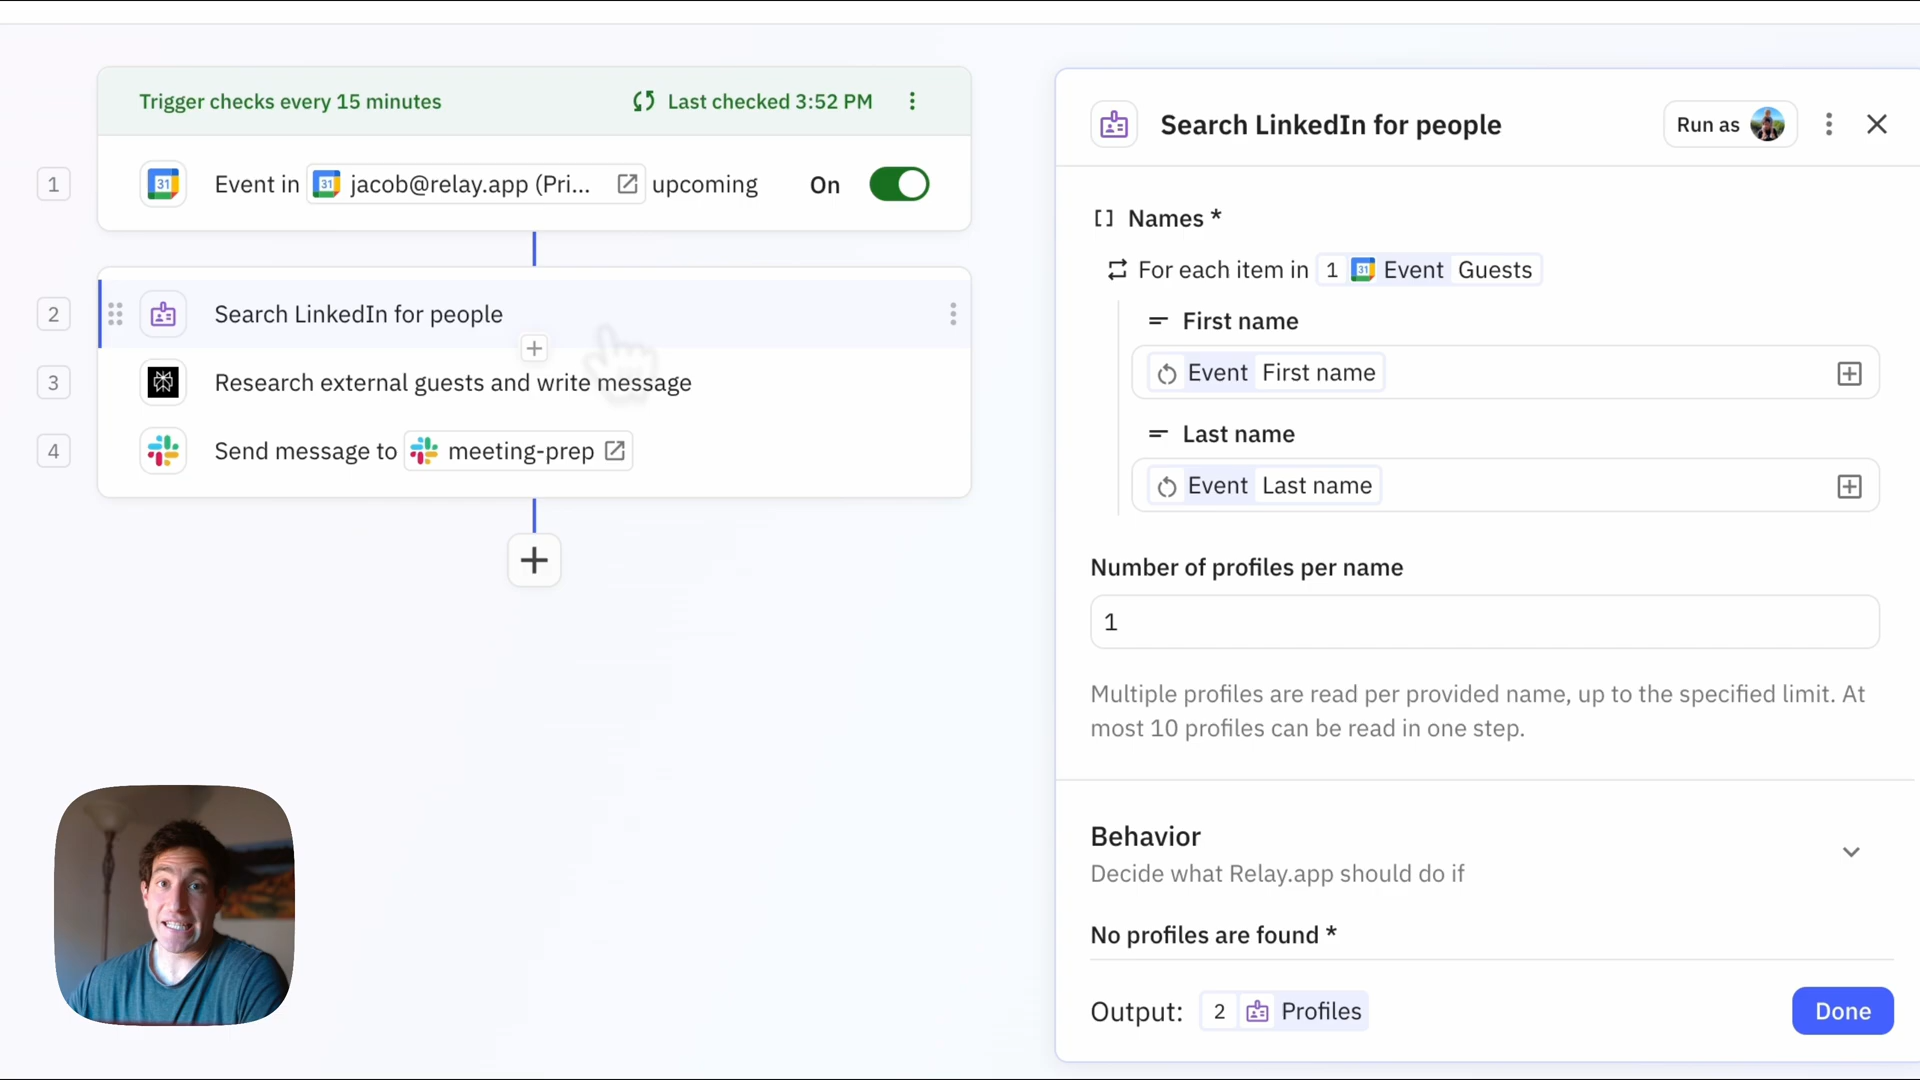 Trigger checks every 15 minutes
Last checked 3:52 PM
1
31
Event in
31
jacob@relay.app (Pri...
upcoming
On
2
Search LinkedIn for people
3
Research external guests and write message
4
Send message to
meeting-prep
Search LinkedIn for people
Run as
[] Names *
For each item in 1 31 Event Guests
First name
Event First name
Last name
Event Last name
Number of profiles per name
1
Multiple profiles are read per provided name, up to the specified limit. At
most 10 profiles can be read in one step.
Behavior
Decide what Relay.app should do if
No profiles are found *
Output: 2 Profiles
Done